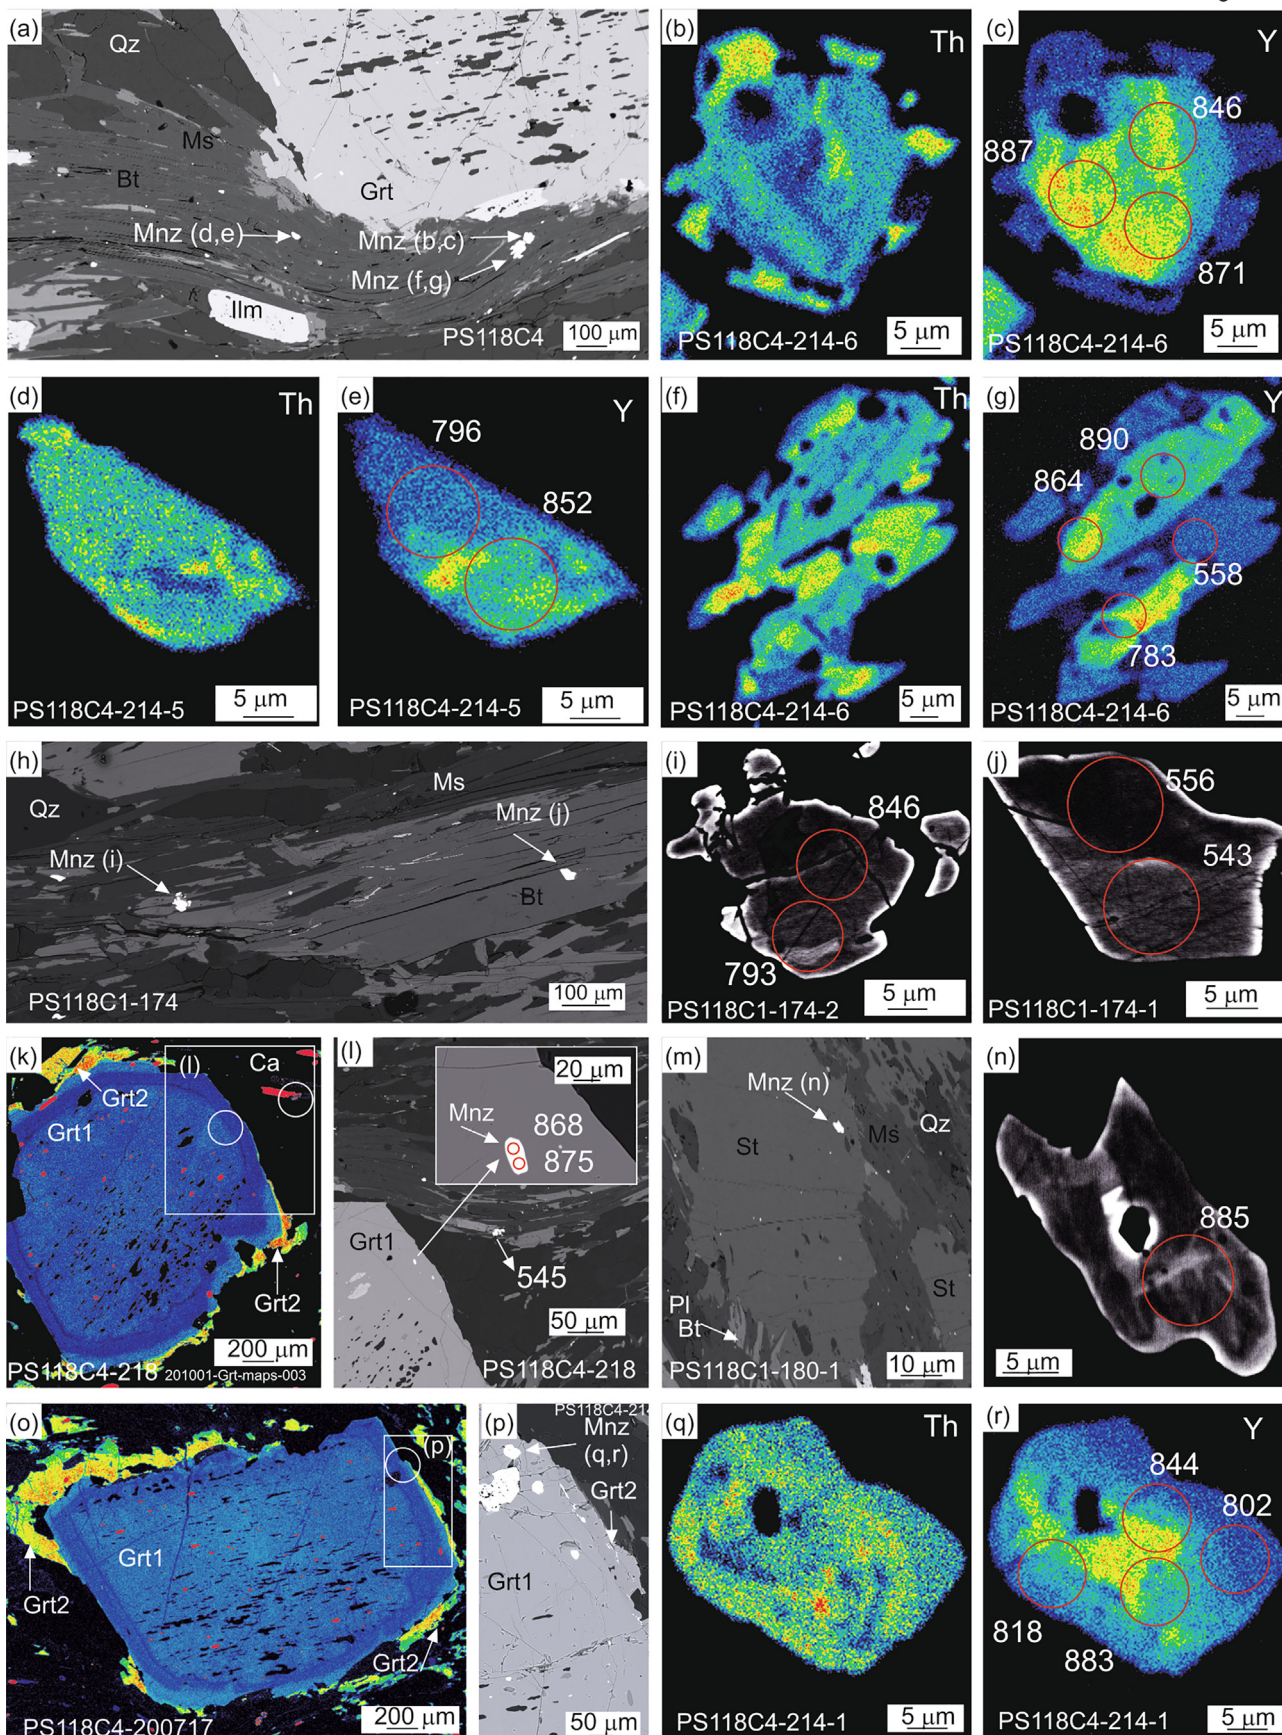 (a)
Qz
Ms
Bt
Grt
Mnz (d,e)
Mnz (b,c)
Mnz (f,g)
Ilm
PS118C4
100 µm
(b)
Th
PS118C4-214-6
5 µm
(c)
Y
846
887
871
PS118C4-214-6
5 µm
(d)
Th
PS118C4-214-5
5 µm
(e)
Y
796
852
PS118C4-214-5
5 µm
(f)
Th
PS118C4-214-6
5 µm
(g)
Y
890
864
558
783
PS118C4-214-6
5 µm
(h)
Ms
Qz
Mnz (j)
Mnz (i)
Bt
PS118C1-174
100 µm
(i)
846
793
PS118C1-174-2
5 µm
(j)
556
543
PS118C1-174-1
5 µm
(k)
(l)
Ca
Grt2
Grt1
Grt2
200 µm
PS118C4-218 201001-Grt-maps-003
(l)
20 µm
Mnz
868
875
Grt1
545
50 µm
PS118C4-218
(m)
Mnz (n)
Qz
St
Ms
St
Pl
Bt
PS118C1-180-1
10 µm
(n)
885
5 µm
(o)
(p)
Grt1
Grt2
Grt2
PS118C4-200717
200 µm
(p)
Mnz
(q,r)
Grt2
Grt1
50 µm
(q)
Th
PS118C4-214-1
5 µm
(r)
Y
844
802
818
883
PS118C4-214-1
5 µm